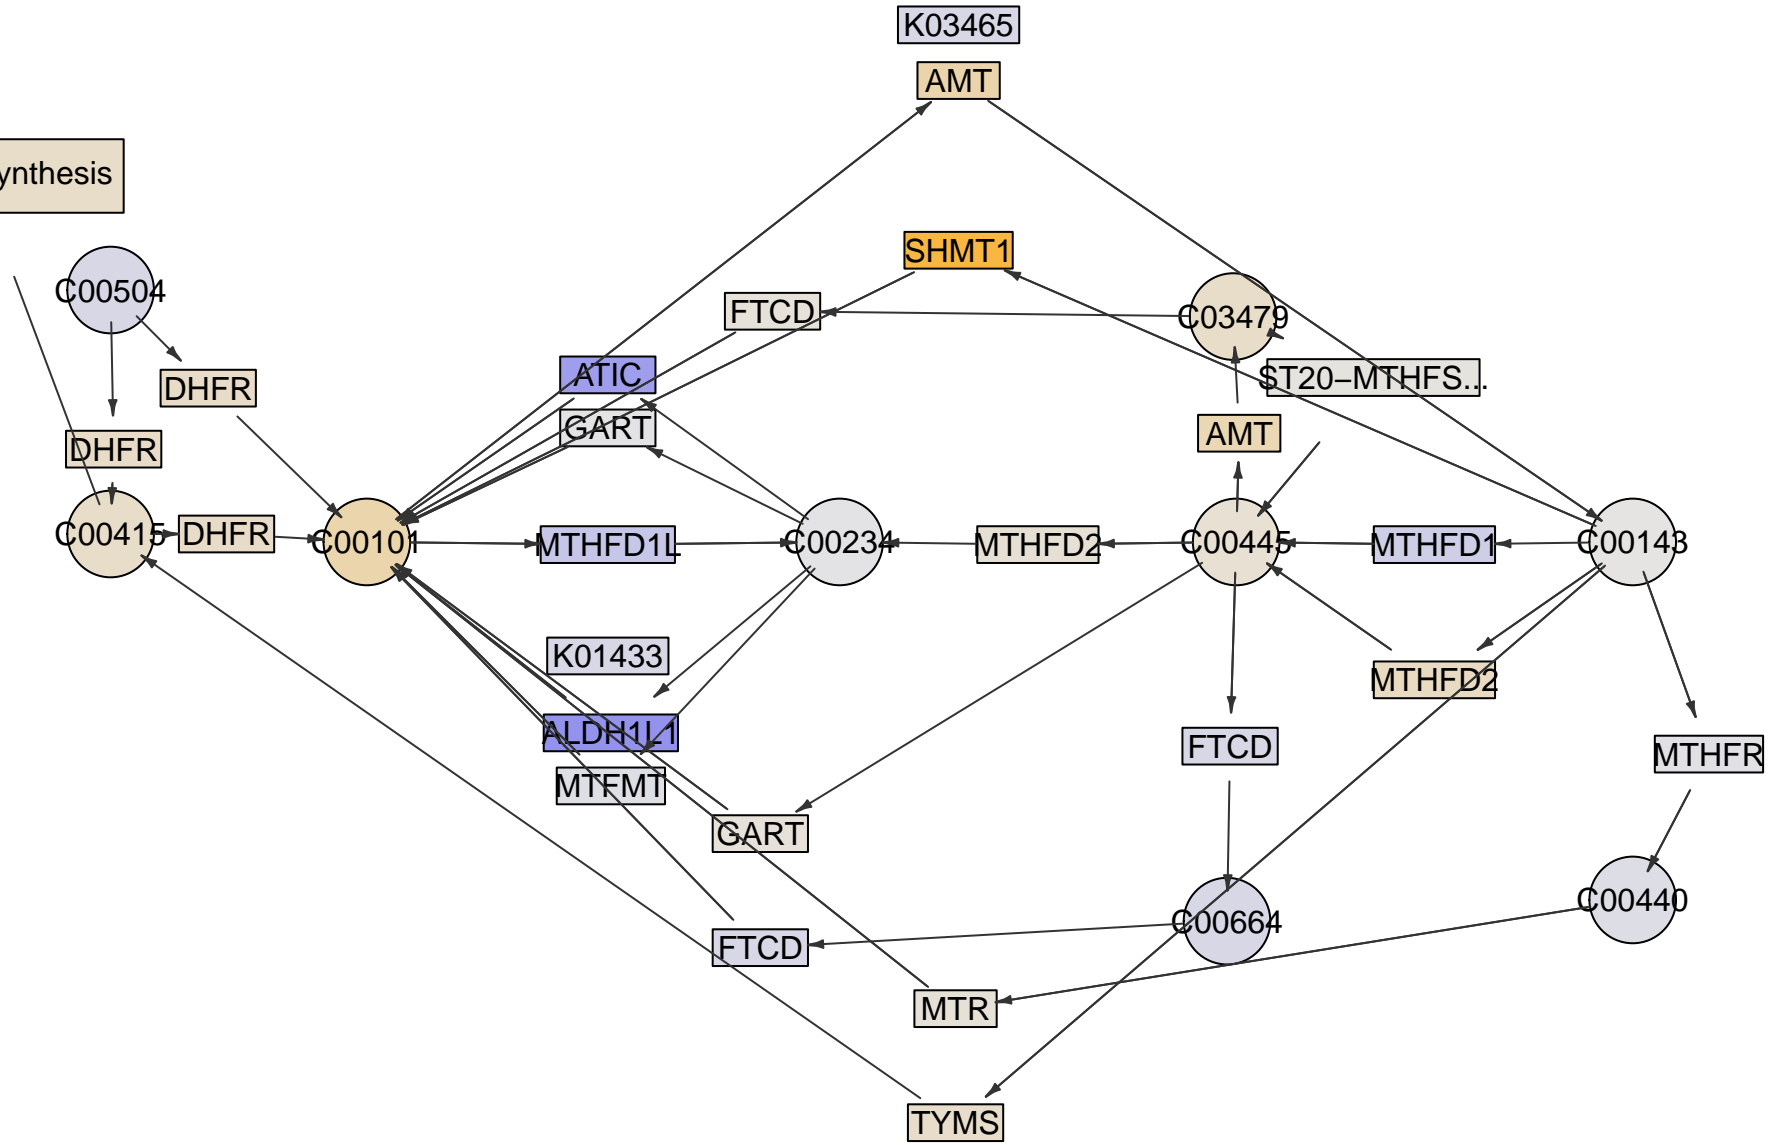 K03465
AMT
ynthesis
SHMT1
C00504
FTCD
C03479
ATIC
ST20−MTHFS...
DHFR
GART
AMT
DHFR
C00415
DHFR
C00101
MTHFD1L
C00234
MTHFD2
C00445
MTHFD1
C00143
K01433
MTHFD2
ALDH1L1
FTCD
MTHFR
MTFMT
GART
C00440
C00664
FTCD
MTR
TYMS